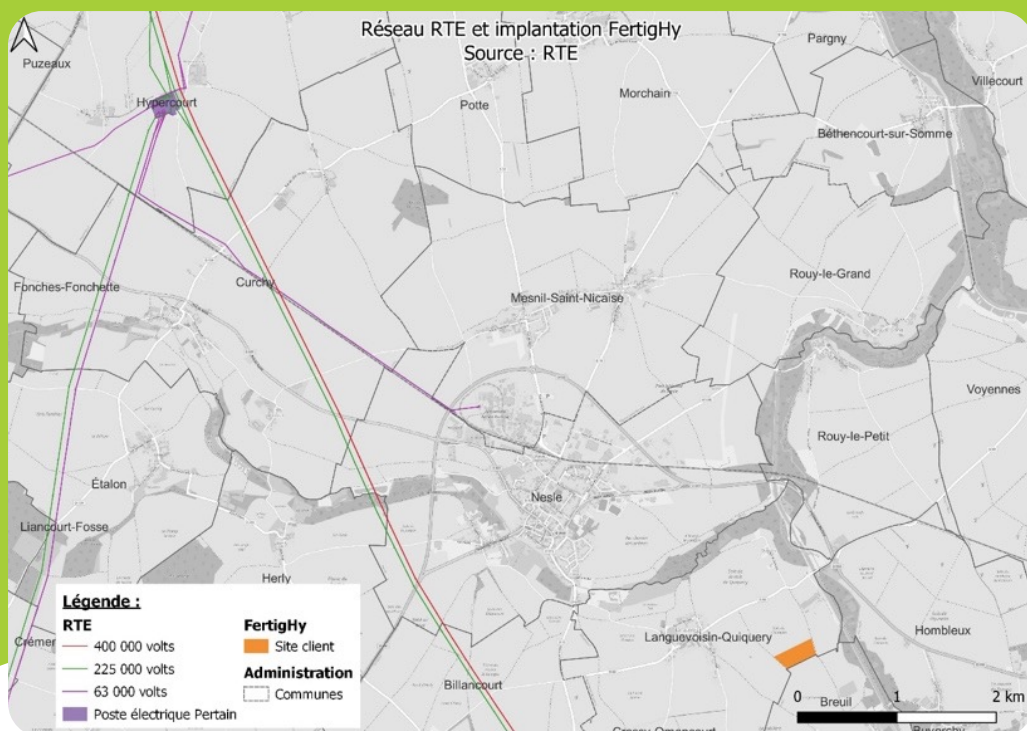 Réseau RTE et implantation FertigHy
Source : RTE
Puzeaux
Pargny
Villecourt
Hypercourt
Potte
Morchain
Béthencourt-sur-Somme
Fonches-Fonchette
Curchy
Mesnil-Saint-Nicaise
Rouy-le-Grand
Voyennes
Rouy-le-Petit
Étalon
Nesle
Liancourt-Fosse
Herly
Languevoisin-Quiquery
Hombleux
Billancourt
Breuil
Légende :
RTE
400 000 volts
225 000 volts
63 000 volts
Poste électrique Pertain
FertigHy
Site client
Administration
Communes
0 1 2 km